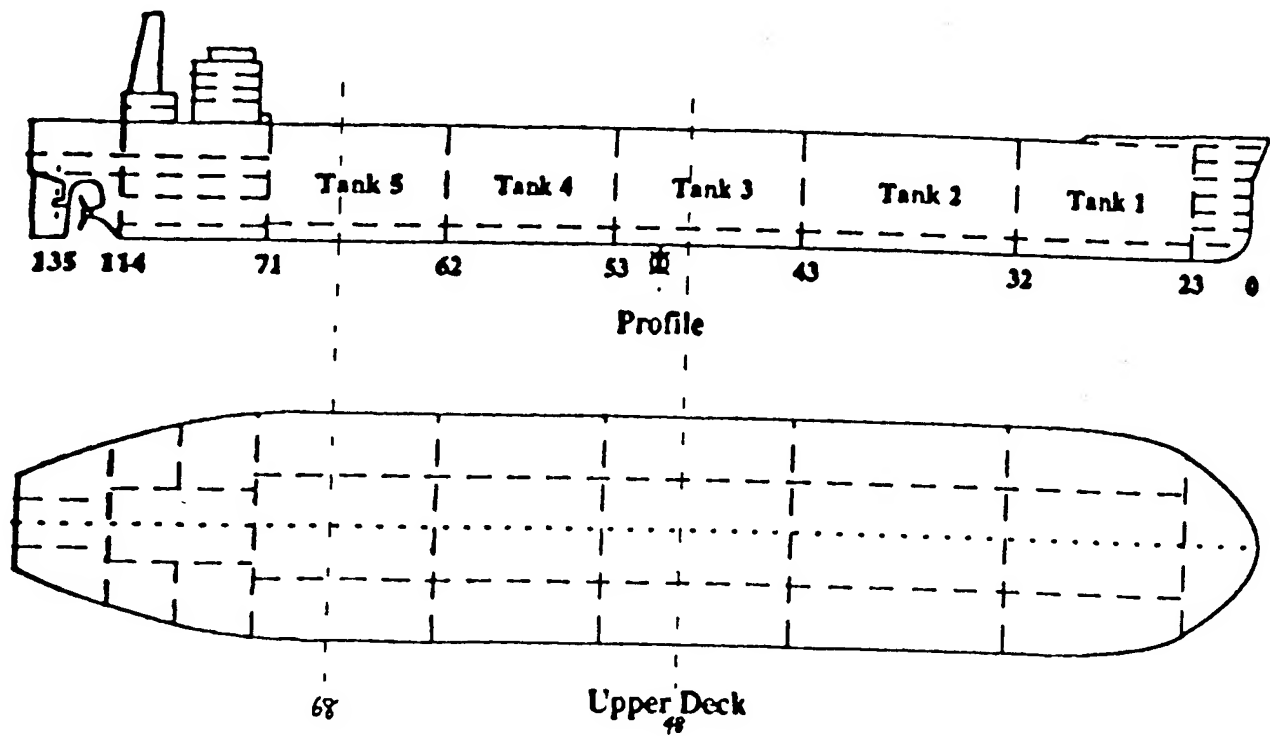 Tank 5 Tank 4 Tank 3 Tank 2 Tank 1
135 114 71 62 53 43 32 23 0
Profile
68 Upper Deck
48